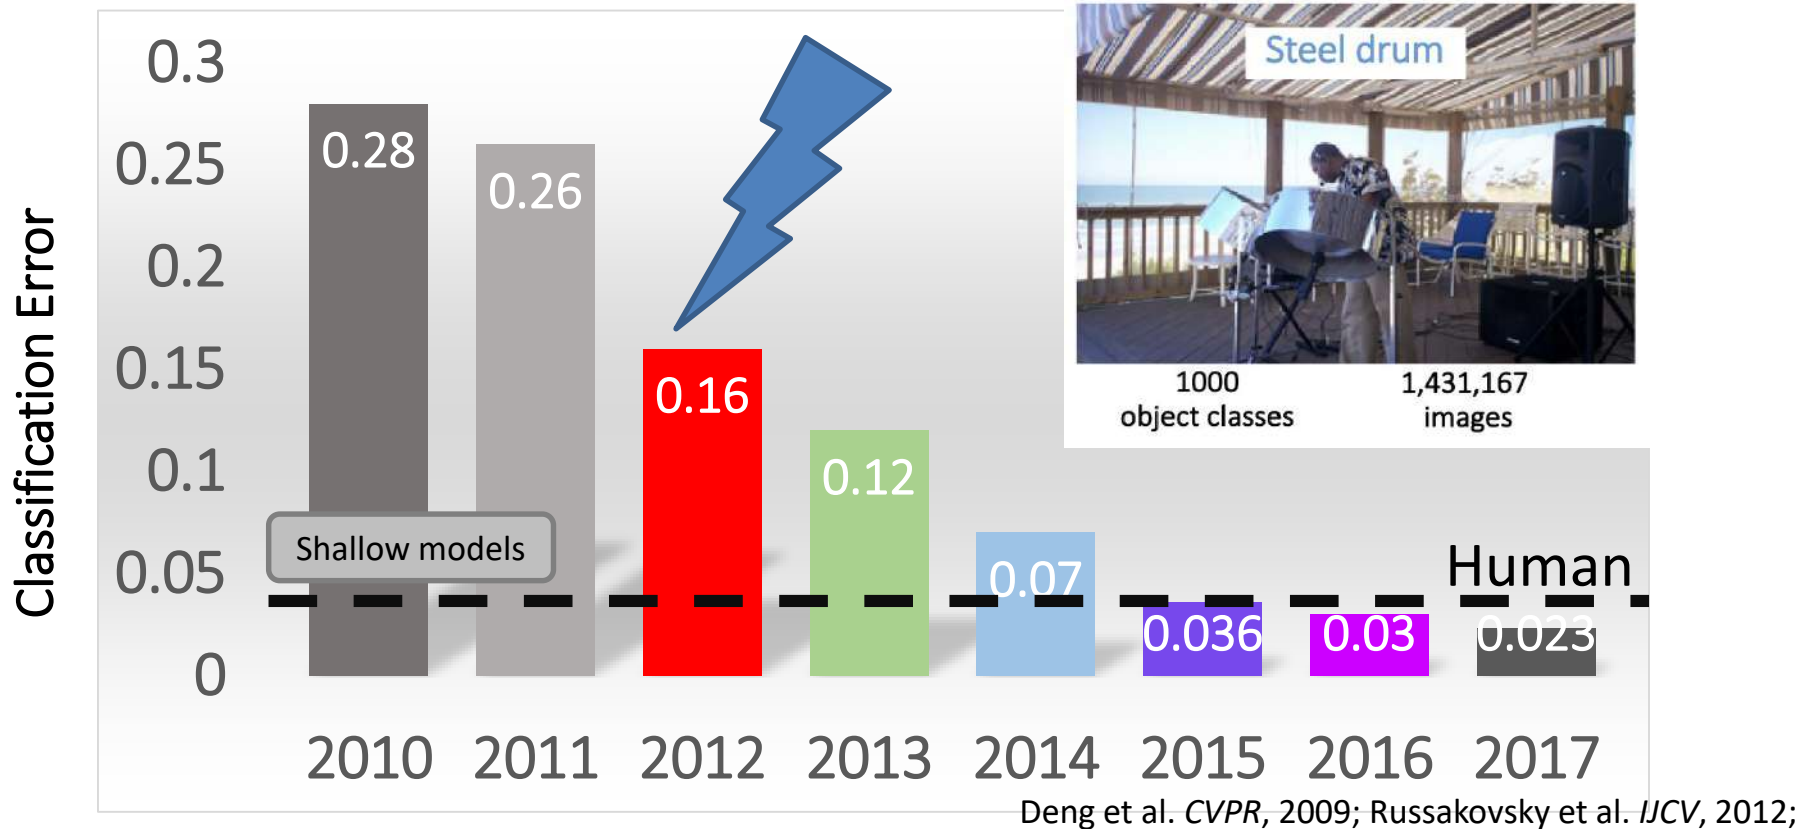 Classification Error
0.3
0.25
0.2
0.15
0.1
0.05
0
0.28
0.26
0.16
0.12
0.07
0.036
0.03
0.023
Shallow models
Human
2010 2011 2012 2013 2014 2015 2016 2017
Steel drum
1000
object classes
1,431,167
images
Deng et al. CVPR, 2009; Russakovsky et al. IJCV, 2012;